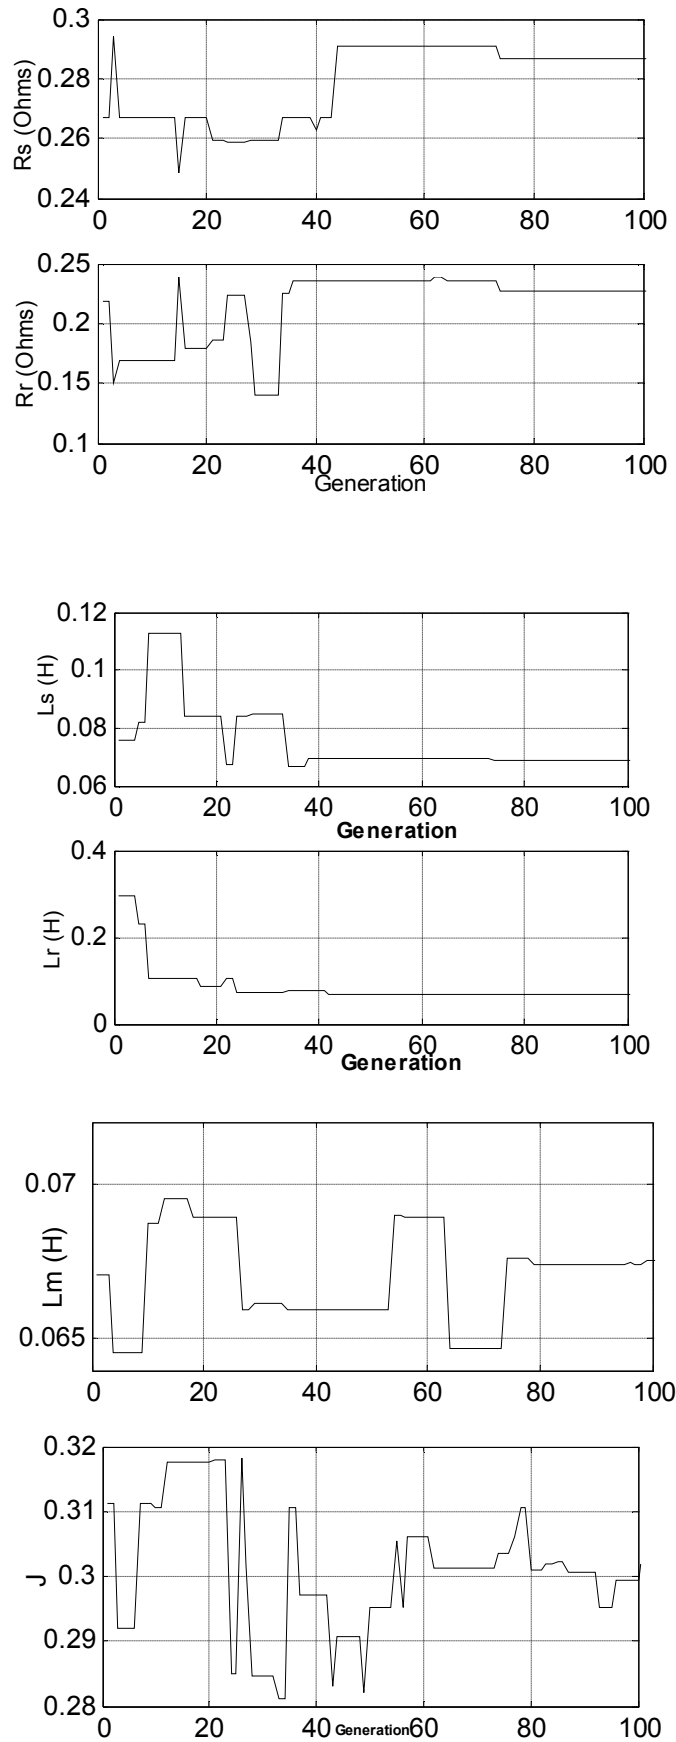 0.3
0.28
0.26
0.24
Rs (Ohms)
0 20 40 60 80 100
0.25
0.2
0.15
0.1
Rr (Ohms)
0 20 40 60 80 100
Generation
0.12
0.1
0.08
0.06
Ls (H)
0 20 40 60 80 100
Generation
0.4
0.2
0
Lr (H)
0 20 40 60 80 100
Generation
0.07
0.065
Lm (H)
0 20 40 60 80 100
0.32
0.31
0.3
0.29
0.28
J
0 20 40 Generation 60 80 100